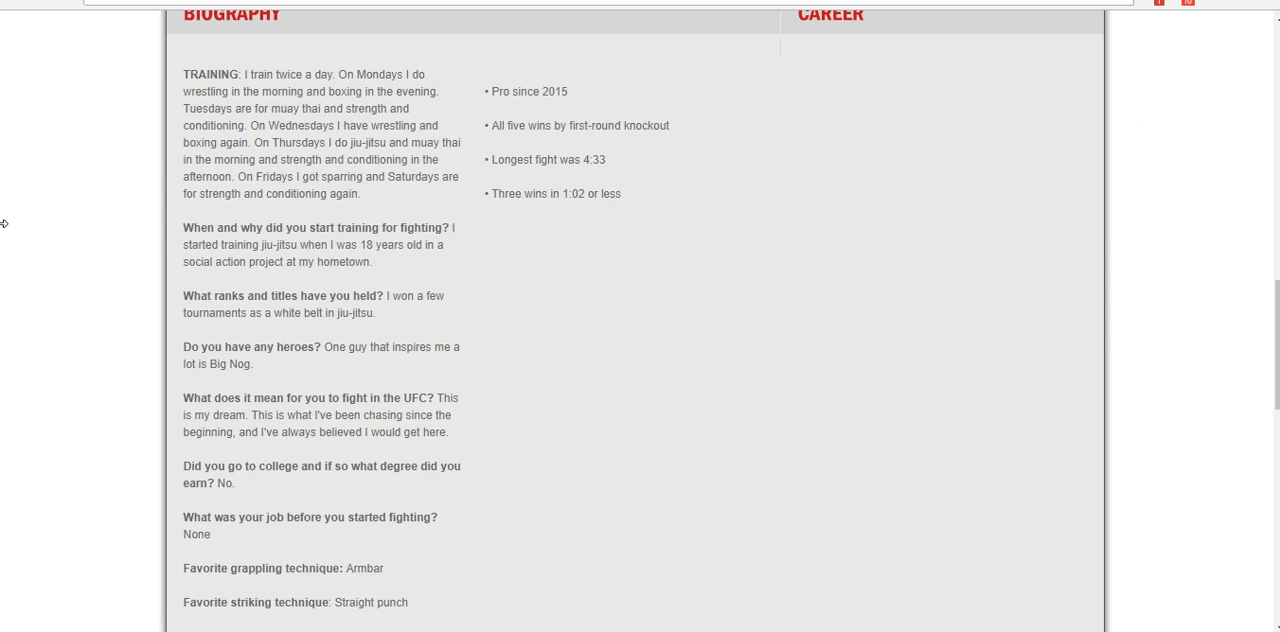 BIOGRAPHY
CAREER
TRAINING: I train twice a day. On Mondays I do
wrestling in the morning and boxing in the evening.
Tuesdays are for muay thai and strength and
conditioning. On Wednesdays I have wrestling and
boxing again. On Thursdays I do jiu-jitsu and muay thai
in the morning and strength and conditioning in the
afternoon. On Fridays I got sparring and Saturdays are
for strength and conditioning again.
When and why did you start training for fighting? I
started training jiu-jitsu when I was 18 years old in a
social action project at my hometown.
What ranks and titles have you held? I won a few
tournaments as a white belt in jiu-jitsu.
Do you have any heroes? One guy that inspires me a
lot is Big Nog.
What does it mean for you to fight in the UFC? This
is my dream. This is what I've been chasing since the
beginning, and I've always believed I would get here.
Did you go to college and if so what degree did you
earn? No.
What was your job before you started fighting?
None
Favorite grappling technique: Armbar
Favorite striking technique: Straight punch
• Pro since 2015
• All five wins by first-round knockout
• Longest fight was 4:33
• Three wins in 1:02 or less